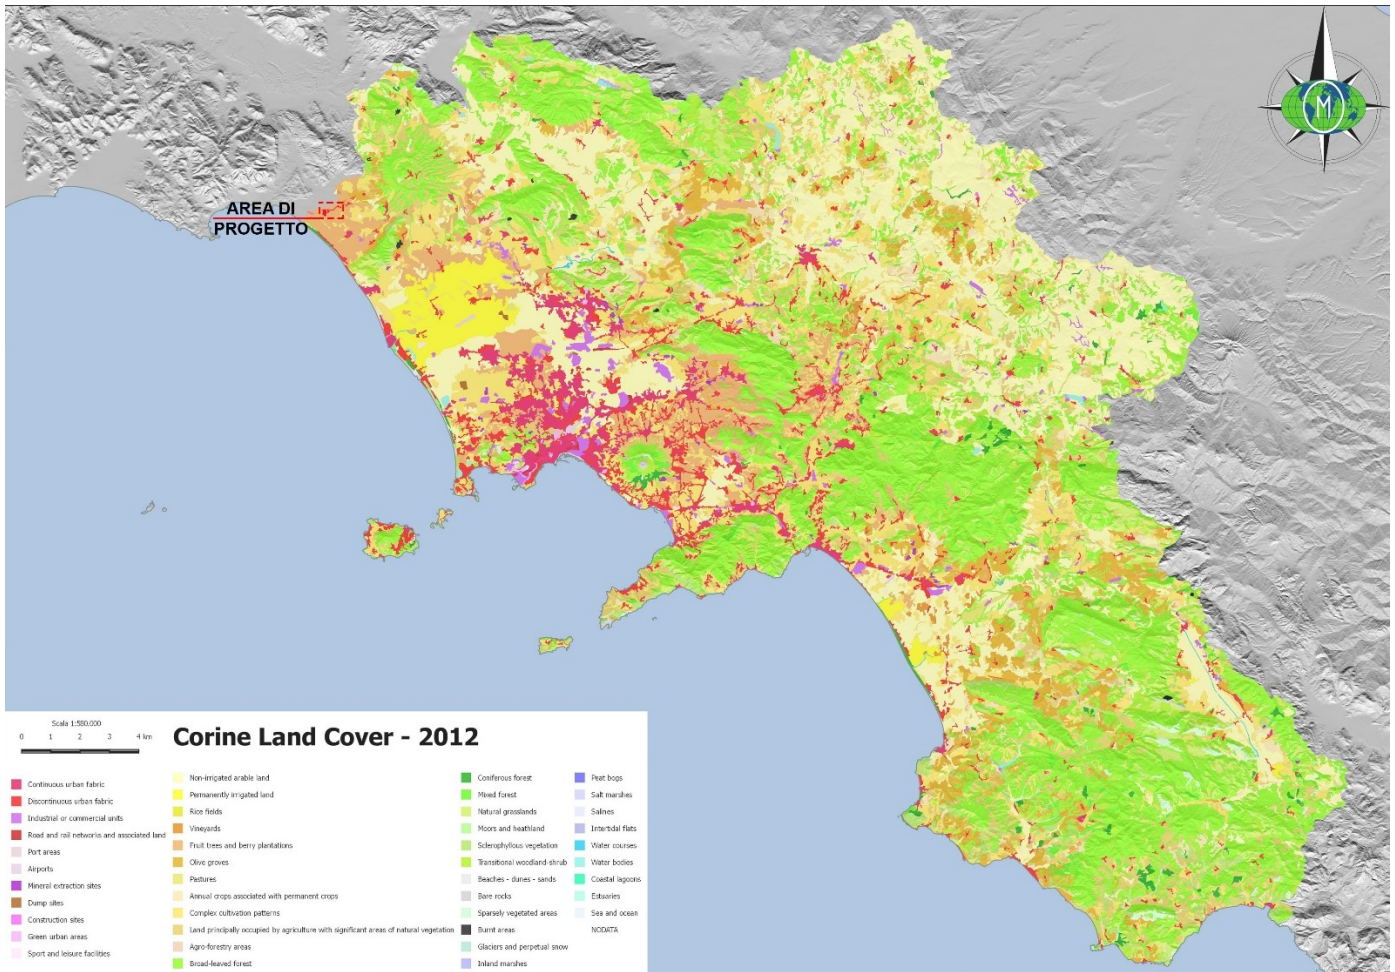 M
AREA DI
PROGETTO
Scala 1:580.000
0 1 2 3 4 km
Corine Land Cover - 2012
Continuous urban fabric
Discontinuous urban fabric
Industrial or commercial units
Road and rail networks and associated land
Port areas
Airports
Mineral extraction sites
Dump sites
Construction sites
Green urban areas
Sport and leisure facilities
Non-irrigated arable land
Permanently irrigated land
Rice fields
Vineyards
Fruit trees and berry plantations
Olive groves
Pastures
Annual crops associated with permanent crops
Complex cultivation patterns
Land principally occupied by agriculture with significant areas of natural vegetation
Agro-forestry areas
Broad-leaved forest
Coniferous forest
Mixed forest
Natural grasslands
Moors and heathland
Sclerophyllous vegetation
Transitional woodland-shrub
Beaches - dunes - sands
Bare rocks
Sparsely vegetated areas
Burnt areas
Glaciers and perpetual snow
Inland marshes
Peat bogs
Salt marshes
Salines
Intertidal flats
Water courses
Water bodies
Coastal lagoons
Estuaries
Sea and ocean
NODATA